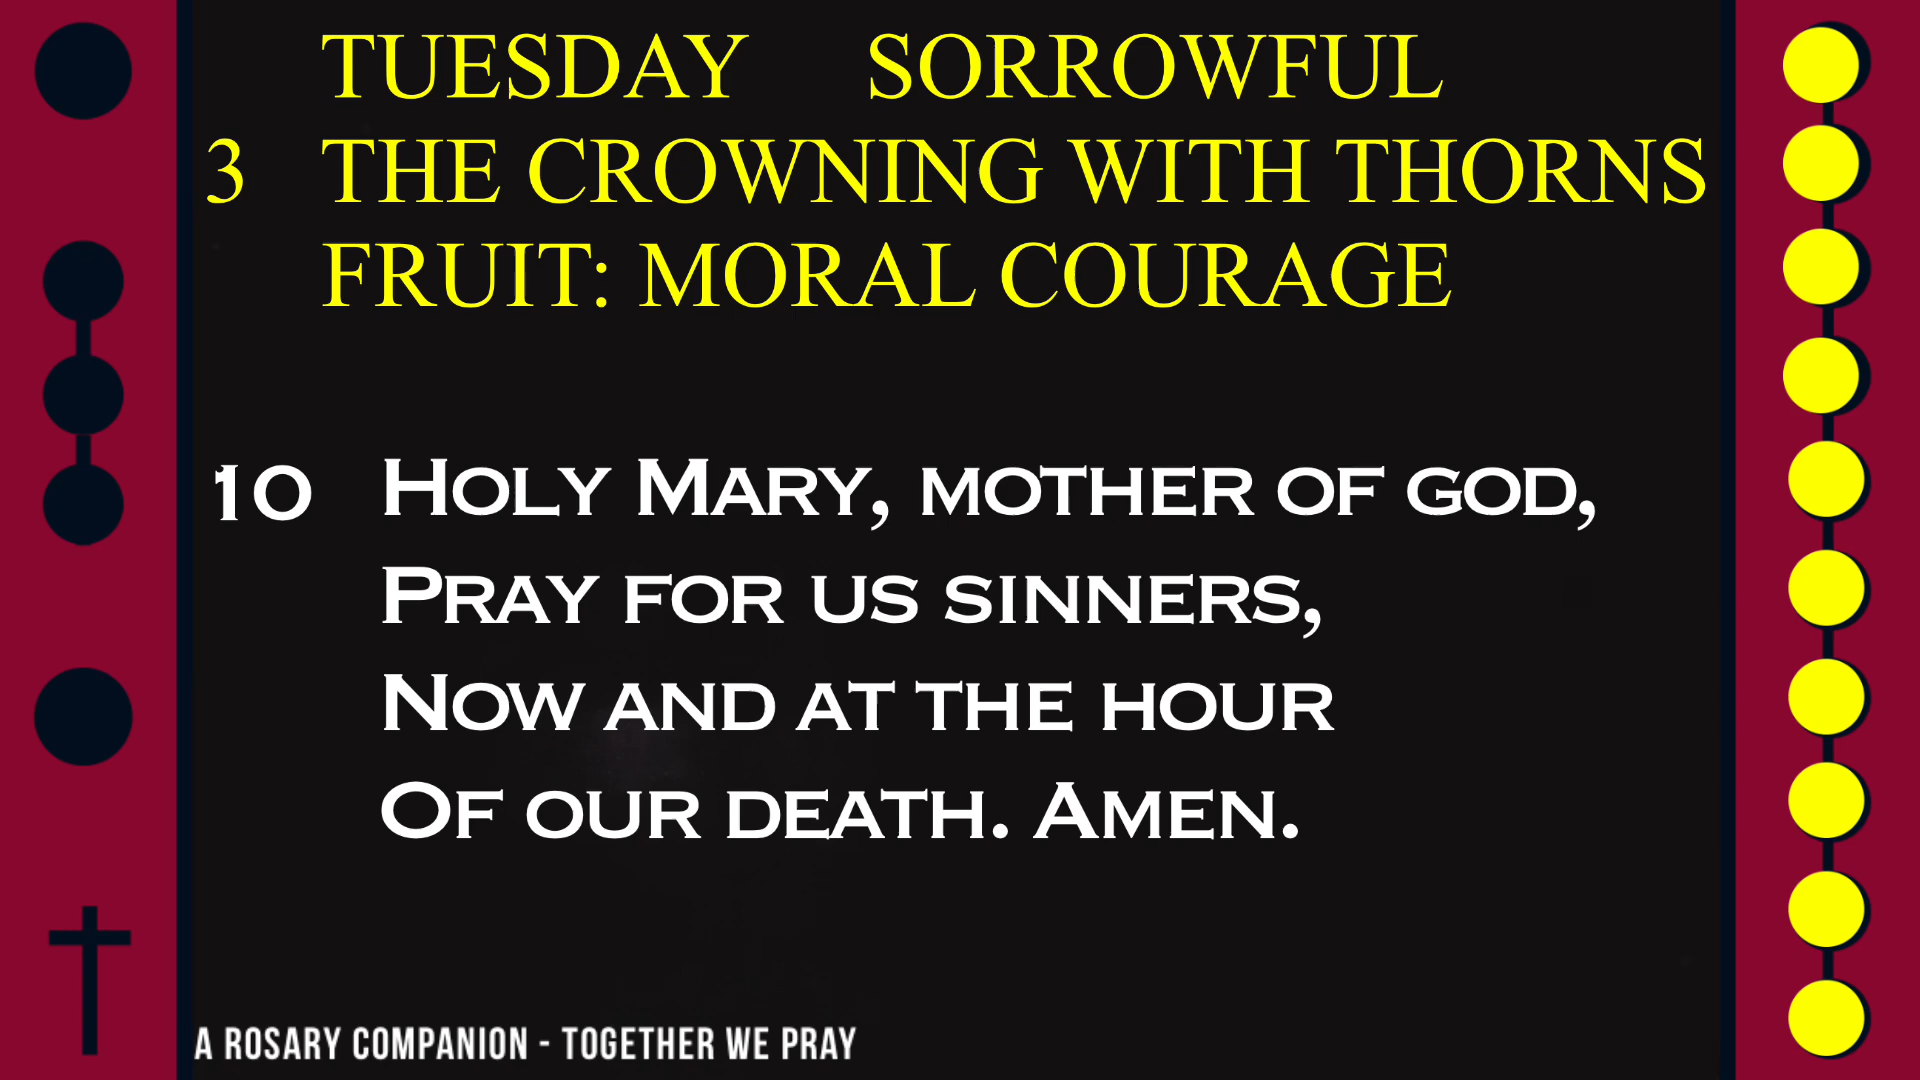 TUESDAY SORROWFUL
3 THE CROWNING WITH THORNS
FRUIT: MORAL COURAGE
10 HOLY MARY, MOTHER OF GOD,
PRAY FOR US SINNERS,
NOW AND AT THE HOUR
OF OUR DEATH. AMEN.
A ROSARY COMPANION - TOGETHER WE PRAY